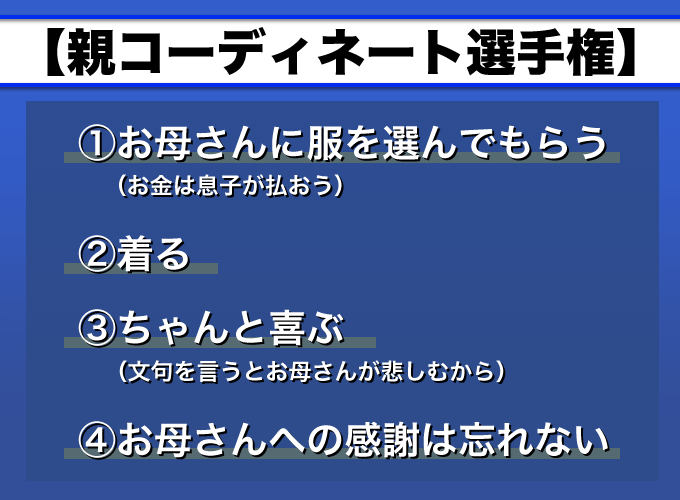 【親コーディネート選手権】
①お母さんに服を選んでもらう
（お金は息子が払おう）
②着る
③ちゃんと喜ぶ
（文句を言うとお母さんが悲しむから）
④お母さんへの感謝は忘れない